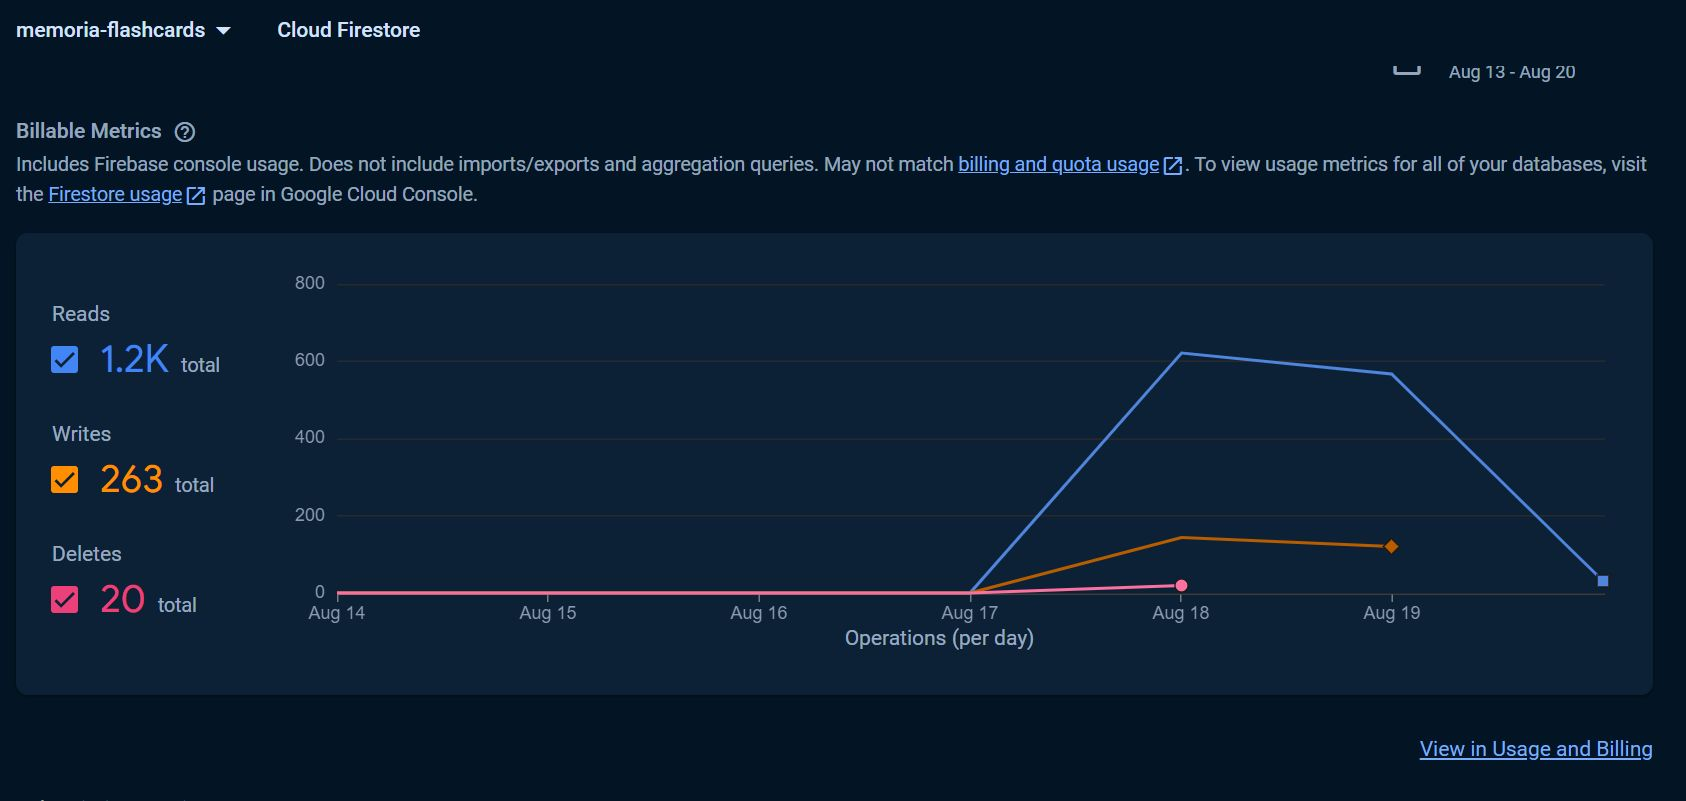 memoria-flashcards Cloud Firestore
Aug 13 - Aug 20
Billable Metrics
Includes Firebase console usage. Does not include imports/exports and aggregation queries. May not match billing and quota usage. To view usage metrics for all of your databases, visit
the Firestore usage page in Google Cloud Console.
Reads
1.2K total
Writes
263 total
Deletes
20 total
800
600
400
200
0
Aug 14 Aug 15 Aug 16 Aug 17 Aug 18 Aug 19
Operations (per day)
View in Usage and Billing